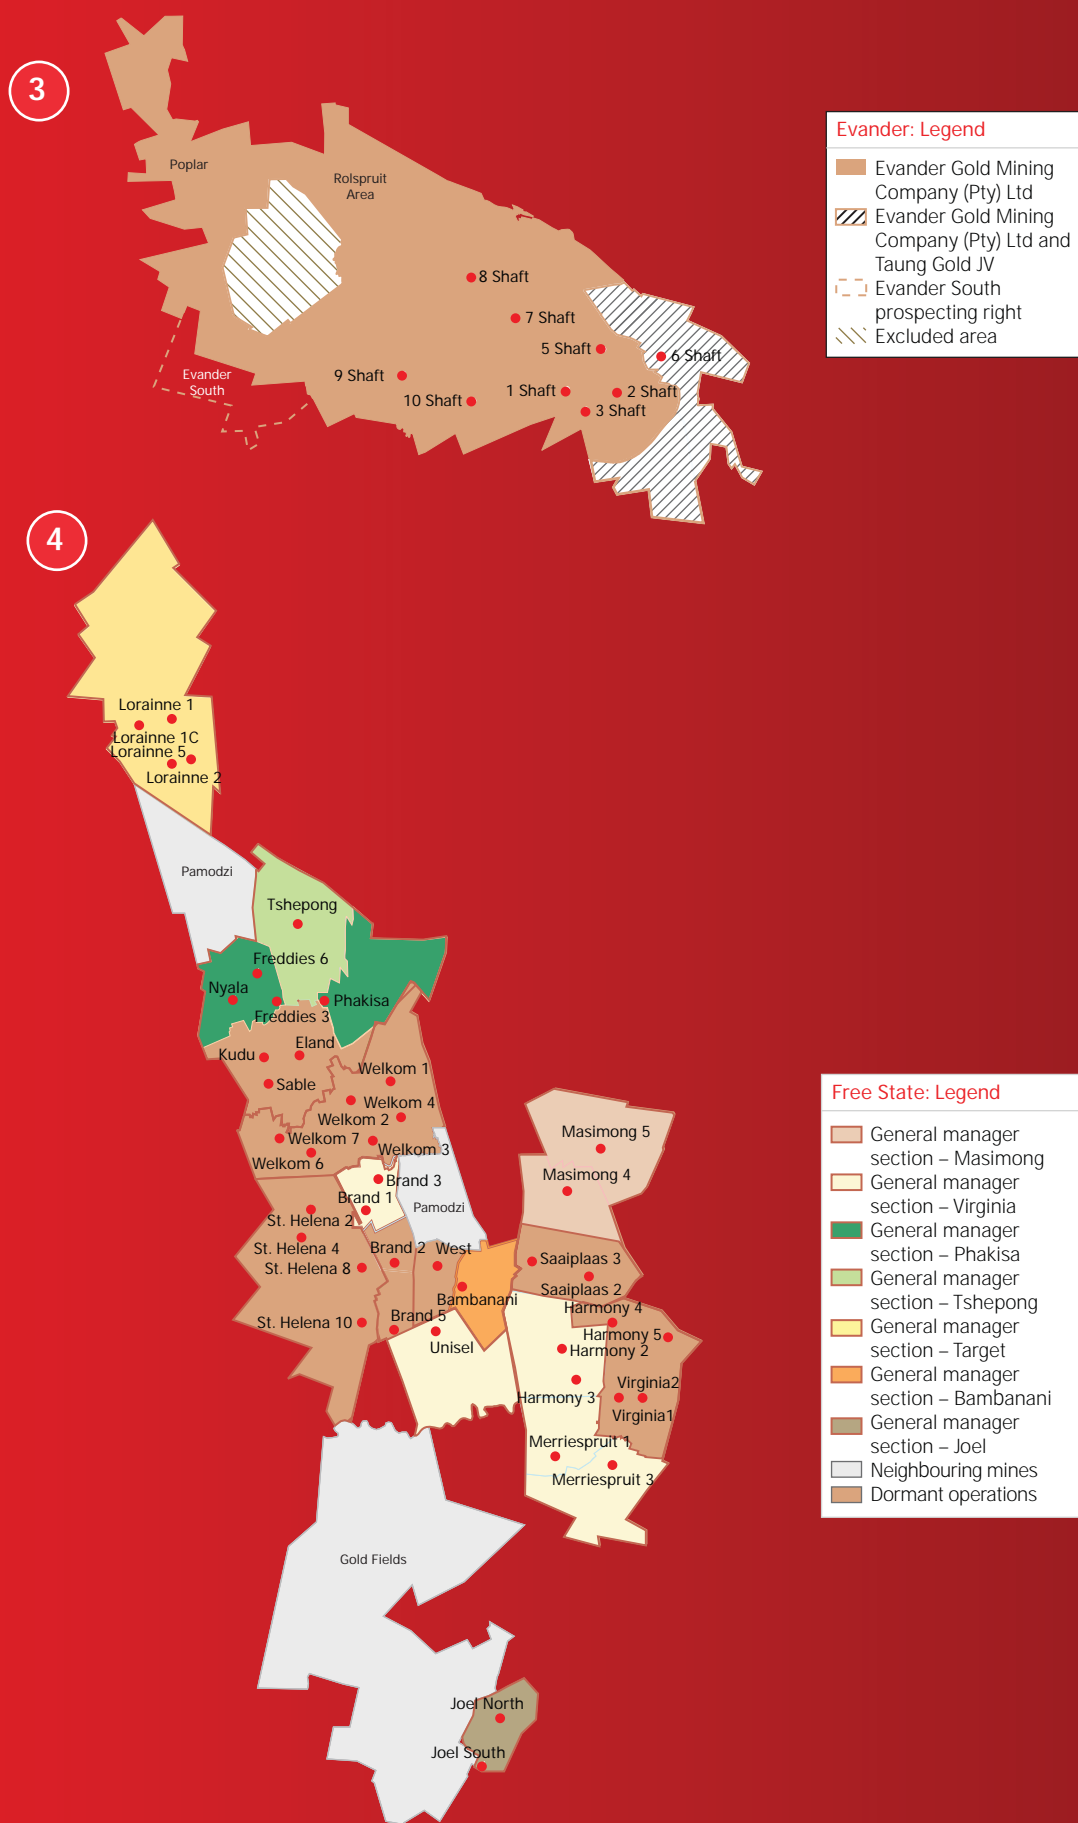 3
Evander: Legend
Evander Gold Mining
Company (Pty) Ltd
Evander Gold Mining
Company (Pty) Ltd and
Taung Gold JV
Evander South
prospecting right
Excluded area
Poplar
Rolspruit
Area
8 Shaft
7 Shaft
5 Shaft
6 Shaft
9 Shaft
Evander
South
10 Shaft
1 Shaft
2 Shaft
3 Shaft
4
Lorainne 1
Lorainne 1C
Lorainne 5
Lorainne 2
Pamodzi
Tshepong
Freddies 6
Nyala
Phakisa
Freddies 3
Eland
Kudu
Sable
Welkom 1
Welkom 4
Welkom 2
Welkom 7
Welkom 3
Welkom 6
Brand 3
Brand 1
Pamodzi
St. Helena 2
St. Helena 4
Brand 2
West
St. Helena 8
Bambanani
Brand 5
St. Helena 10
Unisel
Masimong 5
Masimong 4
Saaiplaas 3
Saaiplaas 2
Harmony 4
Harmony 5
Harmony 2
Virginia2
Harmony 3
Virginia1
Merriespruit 1
Merriespruit 3
Gold Fields
Joel North
Joel South
Free State: Legend
General manager
section – Masimong
General manager
section – Virginia
General manager
section – Phakisa
General manager
section – Tshepong
General manager
section – Target
General manager
section – Bambanani
General manager
section – Joel
Neighbouring mines
Dormant operations